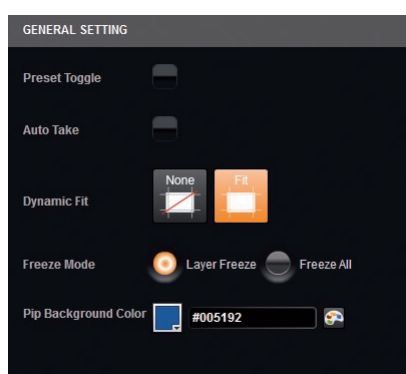 GENERAL SETTING
Preset Toggle
Auto Take
None Fit
Dynamic Fit
Freeze Mode Layer Freeze Freeze All
Pip Background Color #005192